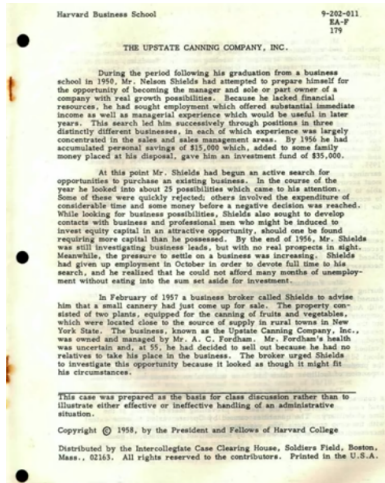 Harvard Business School
9-202-011
EA-F
179
THE UPSTATE CANNING COMPANY, INC.
During the period following his graduation from a business
school in 1950, Mr. Nelson Shields had attempted to prepare himself for
the opportunity of becoming the manager and sole or part owner of a
company with real growth possibilities. Because he lacked financial
resources, he had sought employment which offered substantial immediate
income as well as managerial experience which would be useful in later
years. This search led him successively through positions in three
distinctly different businesses, in each of which experience was largely
concentrated in the sales and sales management areas. By 1956 he had
accumulated personal savings of $15,000 which, added to some family
money placed at his disposal, gave him an investment fund of $35,000.
At this point Mr. Shields had begun an active search for
opportunities to purchase an existing business. In the course of the
year he looked into about 25 possibilities which came to his attention.
Some of these were quickly rejected; others involved the expenditure of
considerable time and some money before a negative decision was reached.
While looking for business possibilities, Shields also sought to develop
contacts with business and professional men who might be induced to
invest equity capital in an attractive opportunity, should one be found
requiring more capital than he possessed. By the end of 1956, Mr. Shields
was still investigating business leads, but with no real prospects in sight.
Meanwhile, the pressure to settle on a business was increasing. Shields
had given up employment in October in order to devote full time to his
search, and he realized that he could not afford many months of unemploy-
ment without eating into the sum set aside for investment.
In February of 1957 a business broker called Shields to advise
him that a small cannery had just come up for sale. The property con-
sisted of two plants, equipped for the canning of fruits and vegetables,
which were located close to the source of supply in rural towns in New
York State. The business, known as the Upstate Canning Company, Inc.,
was owned and managed by Mr. A. C. Fordham. Mr. Fordham's health
was uncertain and, at 55, he had decided to sell out because he had no
relatives to take his place in the business. The broker urged Shields
to investigate this opportunity because it looked as though it might fit
his circumstances.
This case was prepared as the basis for class discussion rather than to
illustrate either effective or ineffective handling of an administrative
situation.
Copyright © 1958, by the President and Fellows of Harvard College
Distributed by the Intercollegiate Case Clearing House, Soldiers Field, Boston,
Mass., 02163. All rights reserved to the contributors. Printed in the U.S.A.